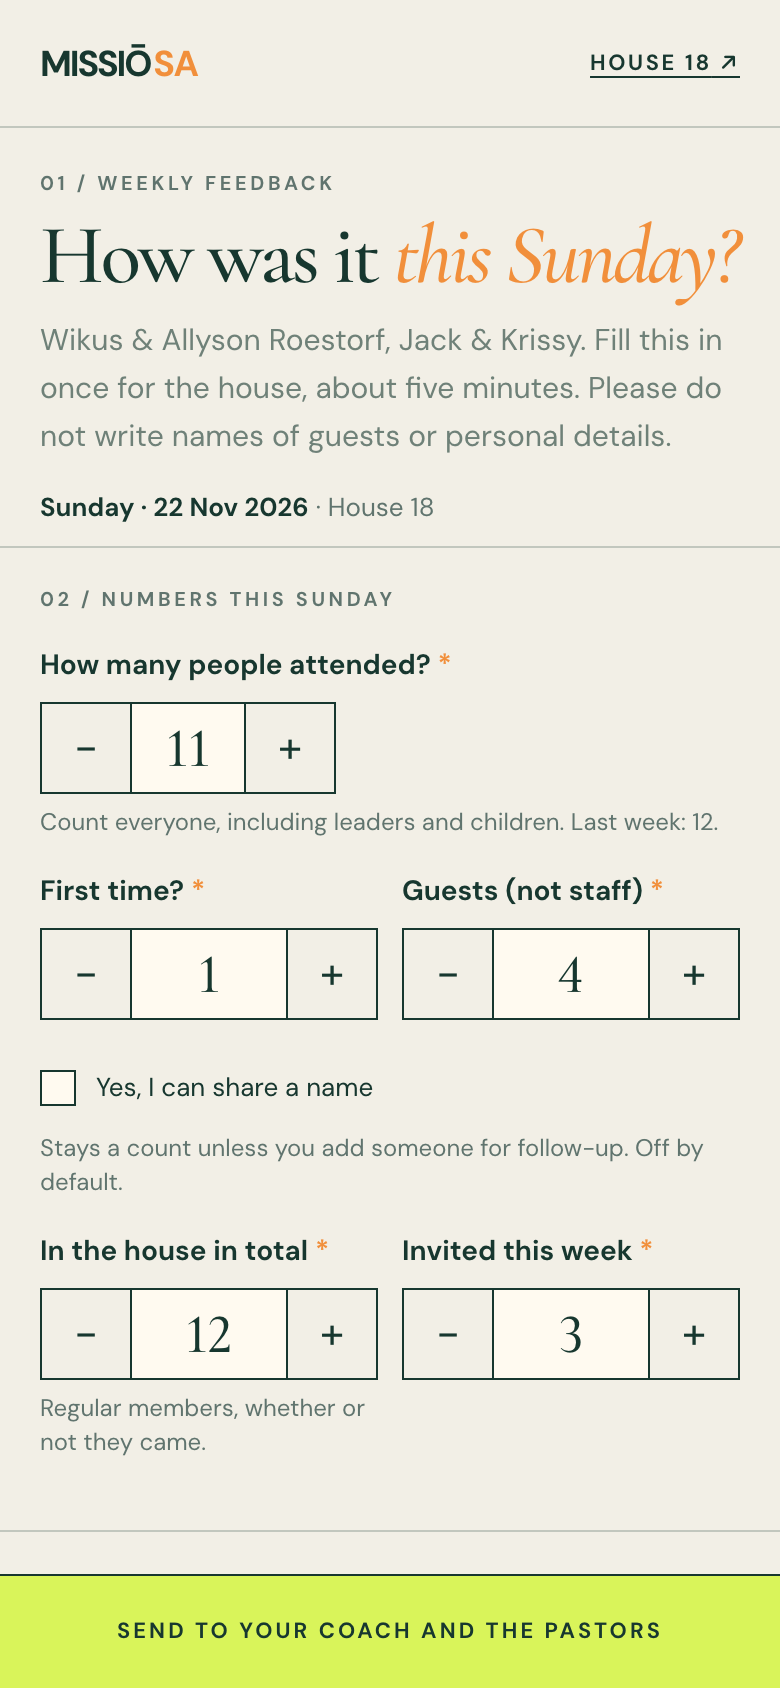 MISSIŌSA
HOUSE 18 ↗
01 / WEEKLY FEEDBACK
How was it this Sunday?
Wikus & Allyson Roestorf, Jack & Krissy. Fill this in
once for the house, about five minutes. Please do
not write names of guests or personal details.
Sunday · 22 Nov 2026 · House 18
02 / NUMBERS THIS SUNDAY
How many people attended? *
− 11 +
Count everyone, including leaders and children. Last week: 12.
First time? *
− 1 +
Guests (not staff) *
− 4 +
Yes, I can share a name
Stays a count unless you add someone for follow-up. Off by
default.
In the house in total *
− 12 +
Regular members, whether or
not they came.
Invited this week *
− 3 +
SEND TO YOUR COACH AND THE PASTORS